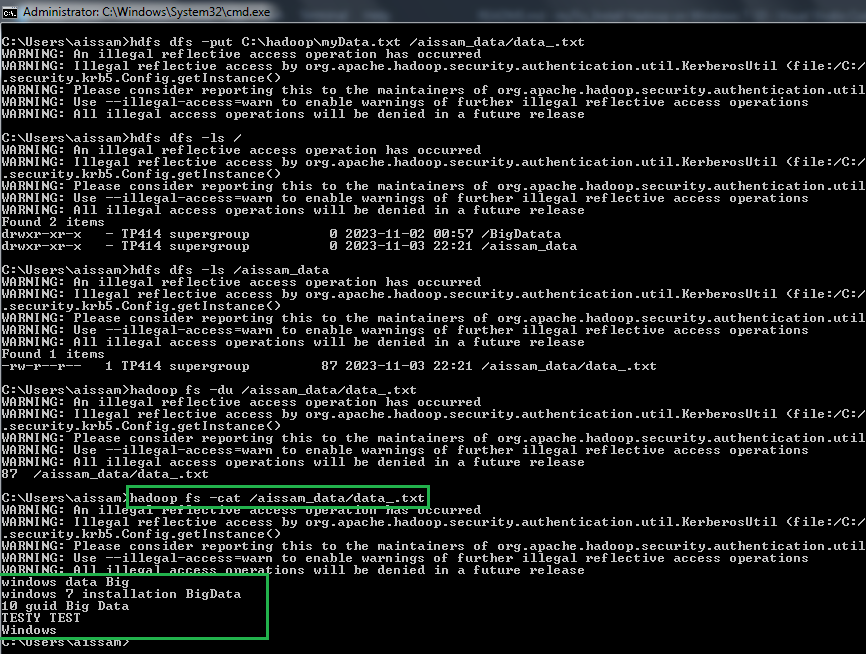 Administrator: C:\Windows\System32\cmd.exe
C:\Users\aissam>hdfs dfs -put C:\hadoop\myData.txt /aissam_data/data_.txt
WARNING: An illegal reflective access operation has occurred
WARNING: Illegal reflective access by org.apache.hadoop.security.authentication.util.KerberosUtil (file:/C:/
.security.krb5.Config.getInstance()
WARNING: Please consider reporting this to the maintainers of org.apache.hadoop.security.authentication.util
WARNING: Use --illegal-access=warn to enable warnings of further illegal reflective access operations
WARNING: All illegal access operations will be denied in a future release
C:\Users\aissam>hdfs dfs -ls /
WARNING: An illegal reflective access operation has occurred
WARNING: Illegal reflective access by org.apache.hadoop.security.authentication.util.KerberosUtil (file:/C:/
.security.krb5.Config.getInstance()
WARNING: Please consider reporting this to the maintainers of org.apache.hadoop.security.authentication.util
WARNING: Use --illegal-access=warn to enable warnings of further illegal reflective access operations
WARNING: All illegal access operations will be denied in a future release
Found 2 items
drwxr-xr-x   - TP414 supergroup          0 2023-11-02 00:57 /BigDatata
drwxr-xr-x   - TP414 supergroup          0 2023-11-03 22:21 /aissam_data
C:\Users\aissam>hdfs dfs -ls /aissam_data
WARNING: An illegal reflective access operation has occurred
WARNING: Illegal reflective access by org.apache.hadoop.security.authentication.util.KerberosUtil (file:/C:/
.security.krb5.Config.getInstance()
WARNING: Please consider reporting this to the maintainers of org.apache.hadoop.security.authentication.util
WARNING: Use --illegal-access=warn to enable warnings of further illegal reflective access operations
WARNING: All illegal access operations will be denied in a future release
Found 1 items
-rw-r--r--   1 TP414 supergroup         87 2023-11-03 22:21 /aissam_data/data_.txt
C:\Users\aissam>hadoop fs -du /aissam_data/data_.txt
WARNING: An illegal reflective access operation has occurred
WARNING: Illegal reflective access by org.apache.hadoop.security.authentication.util.KerberosUtil (file:/C:/
.security.krb5.Config.getInstance()
WARNING: Please consider reporting this to the maintainers of org.apache.hadoop.security.authentication.util
WARNING: Use --illegal-access=warn to enable warnings of further illegal reflective access operations
WARNING: All illegal access operations will be denied in a future release
87  /aissam_data/data_.txt
C:\Users\aissam>hadoop fs -cat /aissam_data/data_.txt
WARNING: An illegal reflective access operation has occurred
WARNING: Illegal reflective access by org.apache.hadoop.security.authentication.util.KerberosUtil (file:/C:/
.security.krb5.Config.getInstance()
WARNING: Please consider reporting this to the maintainers of org.apache.hadoop.security.authentication.util
WARNING: Use --illegal-access=warn to enable warnings of further illegal reflective access operations
WARNING: All illegal access operations will be denied in a future release
windows data Big
windows 7 installation BigData
10 guid Big Data
TESTY TEST
Windows
C:\Users\aissam>